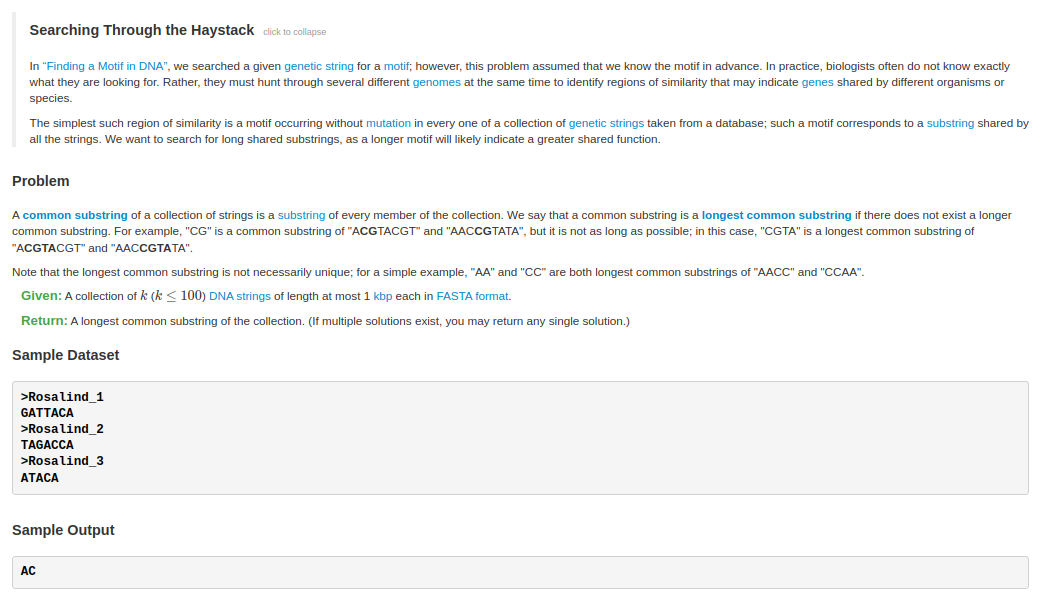 Searching Through the Haystack click to collapse
In “Finding a Motif in DNA”, we searched a given genetic string for a motif; however, this problem assumed that we know the motif in advance. In practice, biologists often do not know exactly
what they are looking for. Rather, they must hunt through several different genomes at the same time to identify regions of similarity that may indicate genes shared by different organisms or
species.
The simplest such region of similarity is a motif occurring without mutation in every one of a collection of genetic strings taken from a database; such a motif corresponds to a substring shared by
all the strings. We want to search for long shared substrings, as a longer motif will likely indicate a greater shared function.
Problem
A common substring of a collection of strings is a substring of every member of the collection. We say that a common substring is a longest common substring if there does not exist a longer
common substring. For example, "CG" is a common substring of "ACGTACGT" and "AACCGTATA", but it is not as long as possible; in this case, "CGTA" is a longest common substring of
"ACGTACGT" and "AACCGTATA".
Note that the longest common substring is not necessarily unique; for a simple example, "AA" and "CC" are both longest common substrings of "AACC" and "CCAA".
Given: A collection of k (k ≤ 100) DNA strings of length at most 1 kbp each in FASTA format.
Return: A longest common substring of the collection. (If multiple solutions exist, you may return any single solution.)
Sample Dataset
>Rosalind_1
GATTACA
>Rosalind_2
TAGACCA
>Rosalind_3
ATACA
Sample Output
AC